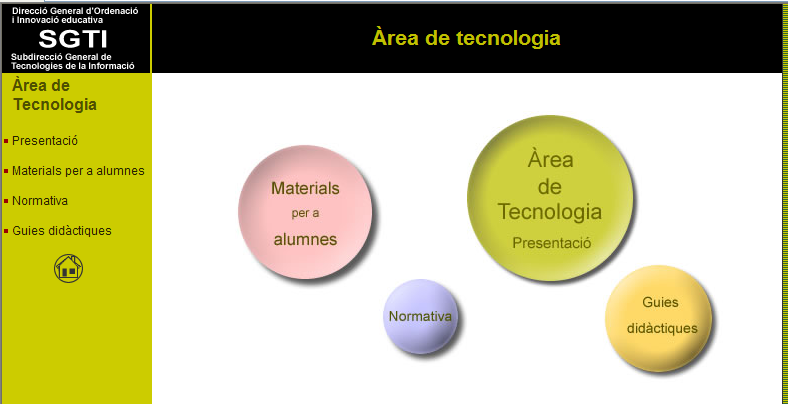 Direcció General d'Ordenació
i Innovació educativa
SGTI
Subdirecció General de
Tecnologies de la Informació
Àrea de tecnologia
Àrea de
Tecnologia
Presentació
Materials per a alumnes
Normativa
Guies didàctiques
Materials
per a
alumnes
Àrea
de
Tecnologia
Presentació
Normativa
Guies
didàctiques